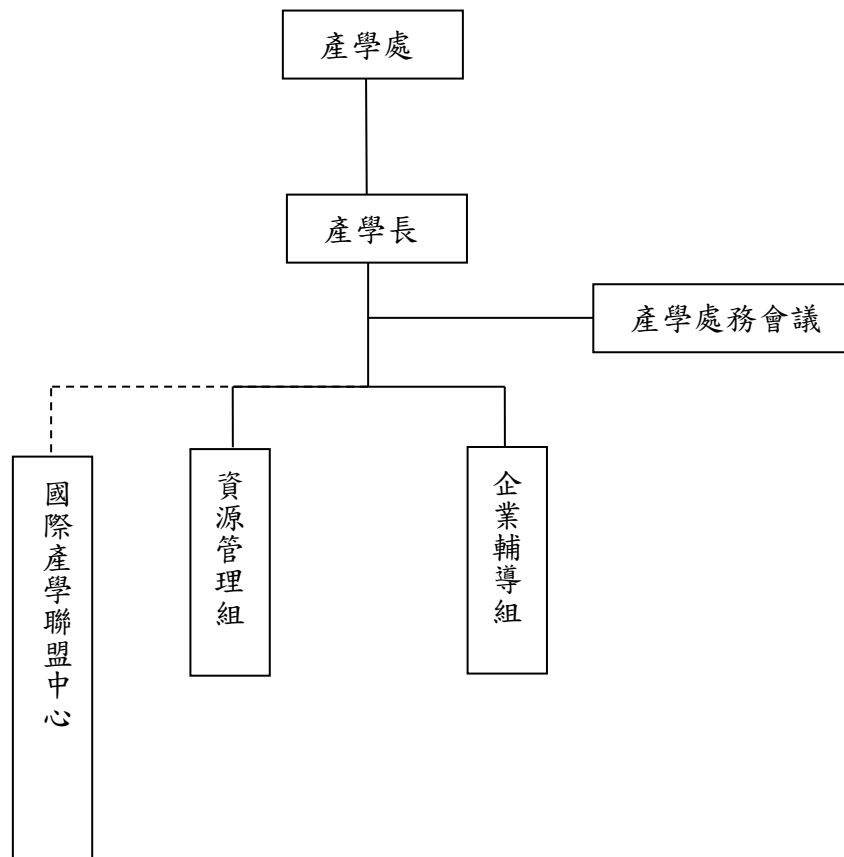 產學處
產學長
產學處務會議
國際產學聯盟中心
資源管理組
企業輔導組